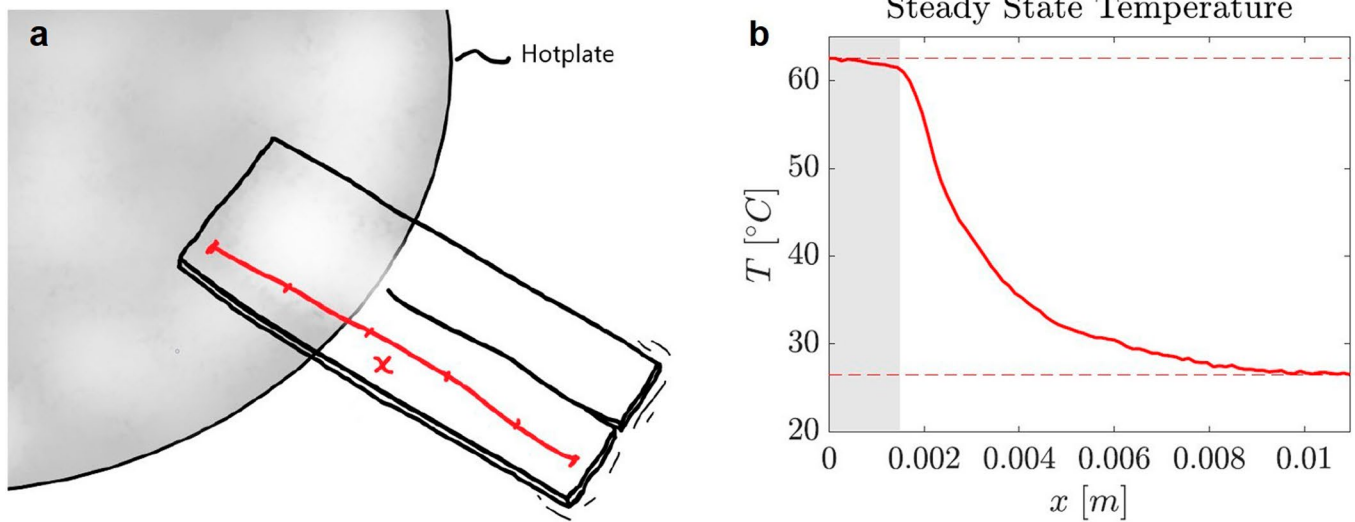 a
Hotplate
x
b
Steady State Temperature
60
50
40
30
20
T [°C]
0 0.002 0.004 0.006 0.008 0.01
x [m]